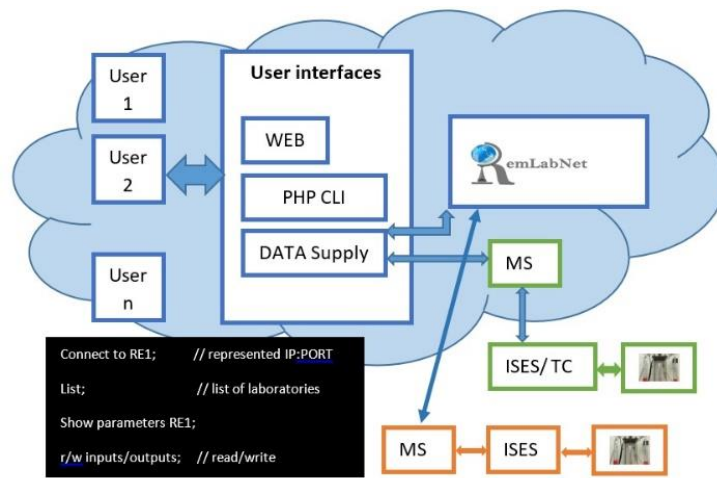 User
1
User
2
User
n
User interfaces
WEB
PHP CLI
DATA Supply
RemLabNet
MS
ISES/ TC
MS
ISES
Connect to RE1; // represented IP:PORT
List; // list of laboratories
Show parameters RE1;
r/w inputs/outputs; // read/write